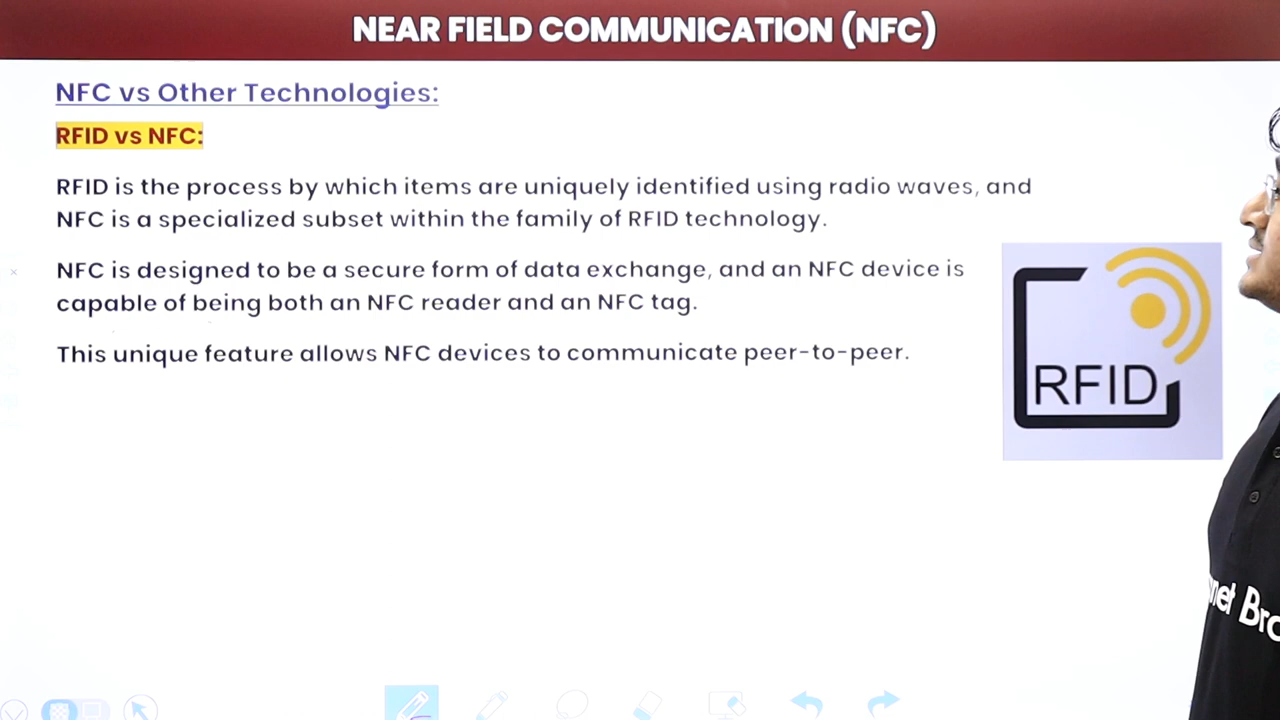 NEAR FIELD COMMUNICATION (NFC)
NFC vs Other Technologies:
RFID vs NFC:
RFID is the process by which items are uniquely identified using radio waves, and
NFC is a specialized subset within the family of RFID technology.
NFC is designed to be a secure form of data exchange, and an NFC device is
capable of being both an NFC reader and an NFC tag.
This unique feature allows NFC devices to communicate peer-to-peer.
RFID